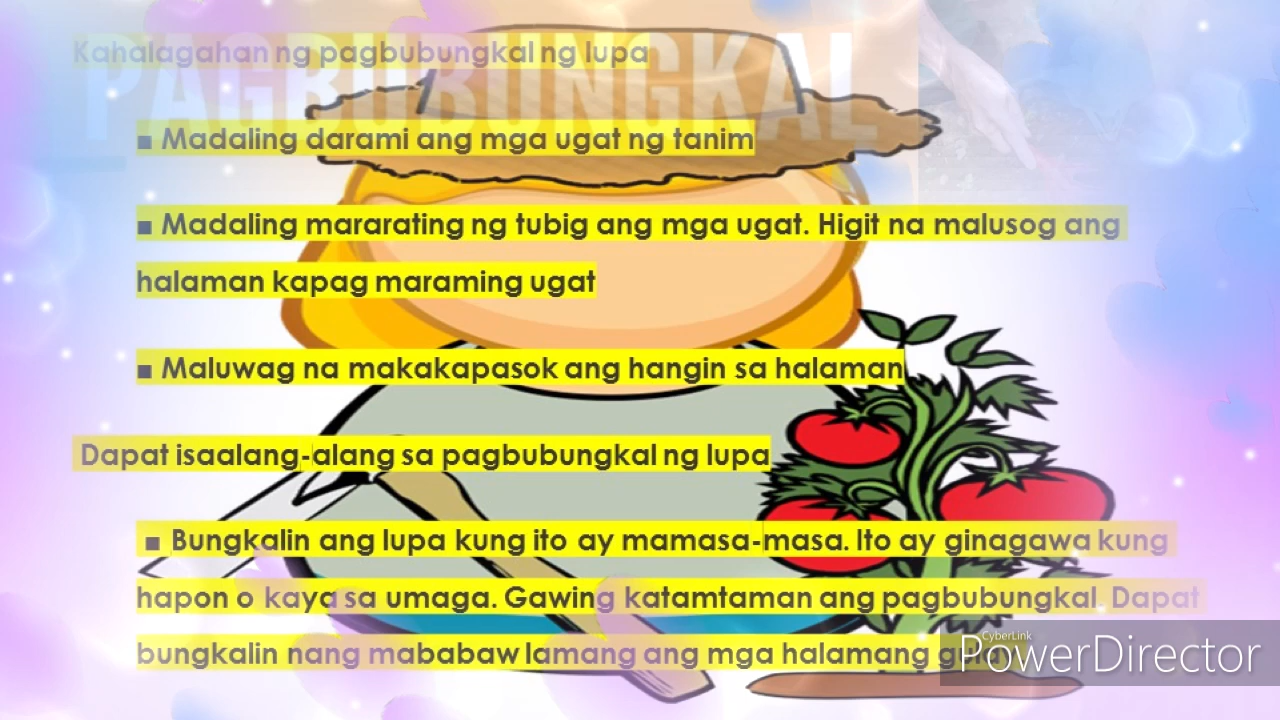 Kahalagahan ng pagbubungkal ng lupa
PAGBUBUNGKAL
▪ Madaling darami ang mga ugat ng tanim
▪ Madaling mararating ng tubig ang mga ugat. Higit na malusog ang
halaman kapag maraming ugat
▪ Maluwag na makakapasok ang hangin sa halaman
Dapat isaalang-alang sa pagbubungkal ng lupa
▪ Bungkalin ang lupa kung ito ay mamasa-masa. Ito ay ginagawa kung
hapon o kaya sa umaga. Gawing katamtaman ang pagbubungkal. Dapat
bungkalin nang mababaw lamang ang mga halamang
CyberLink
PowerDirector